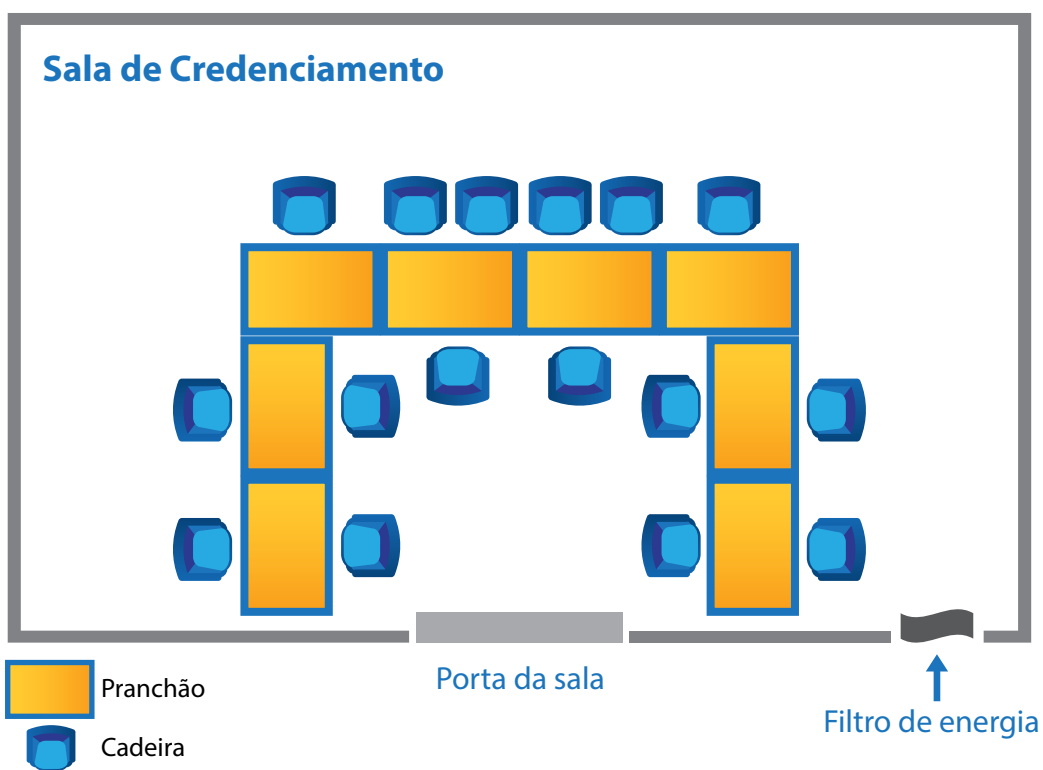 Sala de Credenciamento
Porta da sala
Pranchão
Filtro de energia
Cadeira